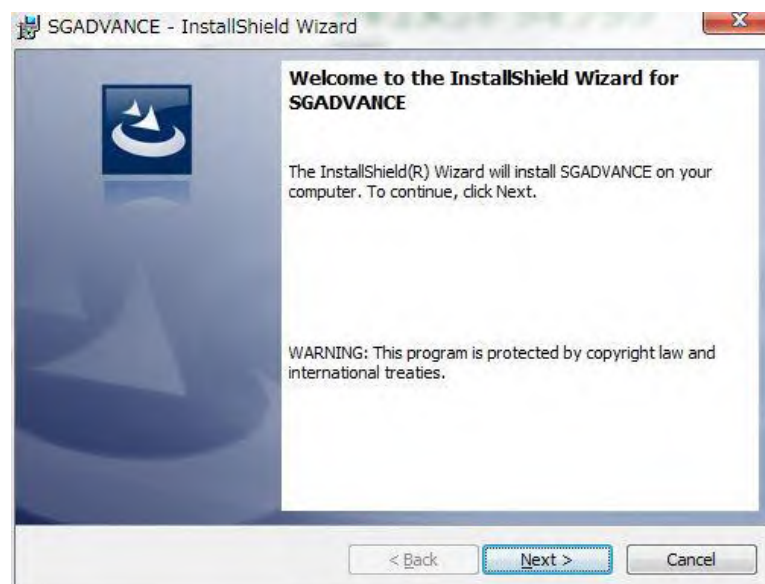 SGADVANCE - InstallShield Wizard
Welcome to the InstallShield Wizard for
SGADVANCE
The InstallShield(R) Wizard will install SGADVANCE on your
computer. To continue, click Next.
WARNING: This program is protected by copyright law and
international treaties.
< Back
Next >
Cancel